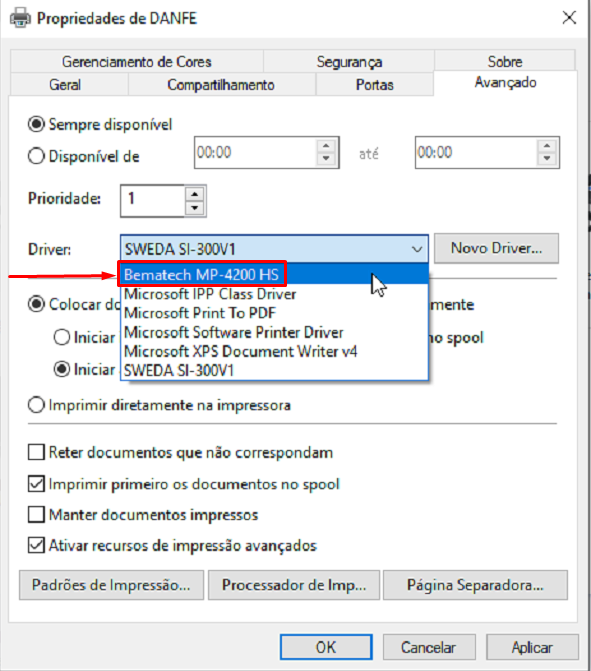 Propriedades de DANFE
Gerenciamento de Cores Segurança Sobre
Geral Compartilhamento Portas Avançado
Sempre disponível
Disponível de 00:00 até 00:00
Prioridade: 1
Driver: SWEDA SI-300V1 Novo Driver...
Bematech MP-4200 HS
Microsoft IPP Class Driver
Colocar do mente
Microsoft Print To PDF
Iniciar Microsoft Software Printer Driver no spool
Microsoft XPS Document Writer v4
Iniciar SWEDA SI-300V1
Imprimir diretamente na impressora
Reter documentos que não correspondam
Imprimir primeiro os documentos no spool
Manter documentos impressos
Ativar recursos de impressão avançados
Padrões de Impressão... Processador de Imp... Página Separadora...
OK Cancelar Aplicar